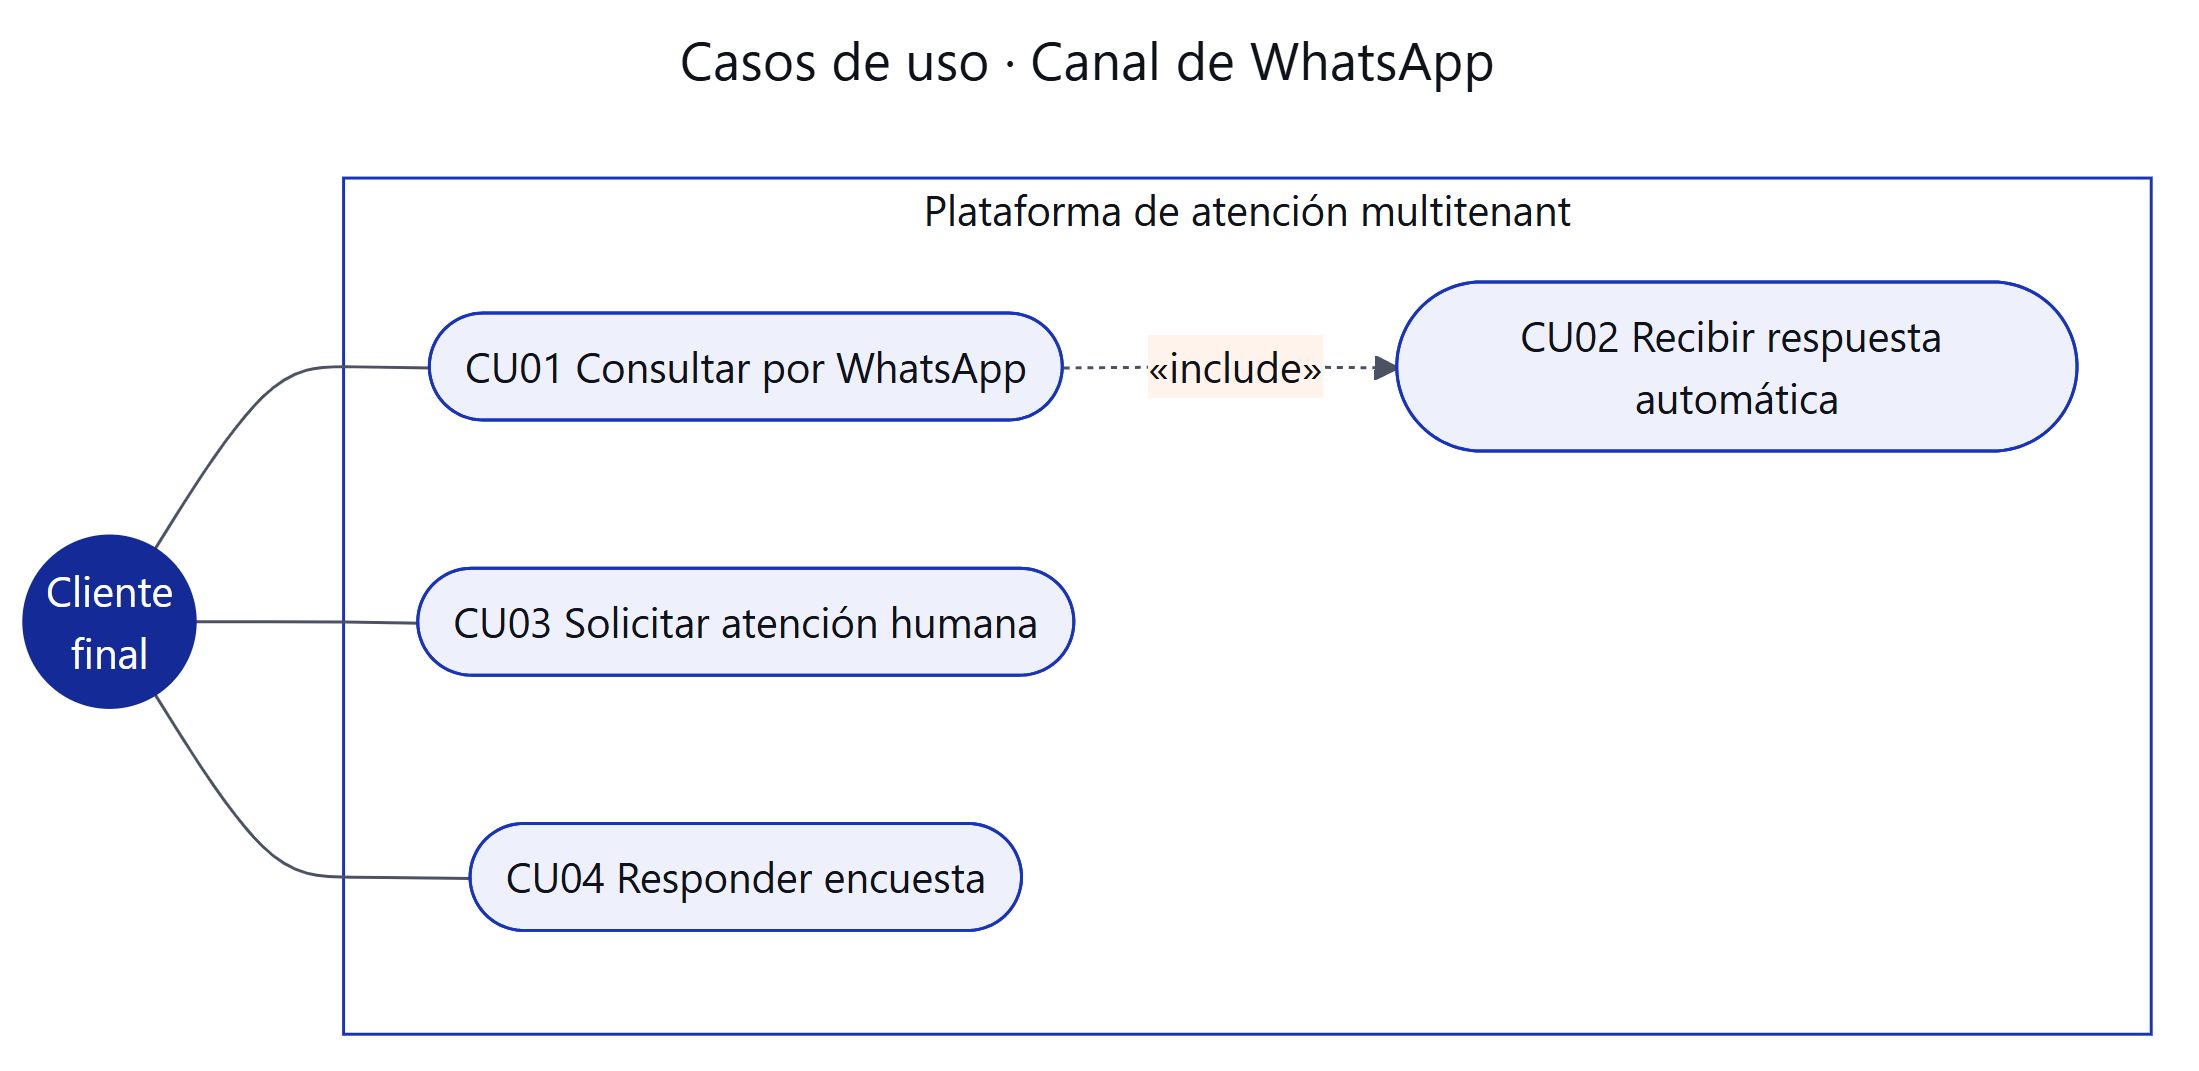 Casos de uso · Canal de WhatsApp
Plataforma de atención multitenant
CU01 Consultar por WhatsApp
«include»
CU02 Recibir respuesta
automática
Cliente
final
CU03 Solicitar atención humana
CU04 Responder encuesta